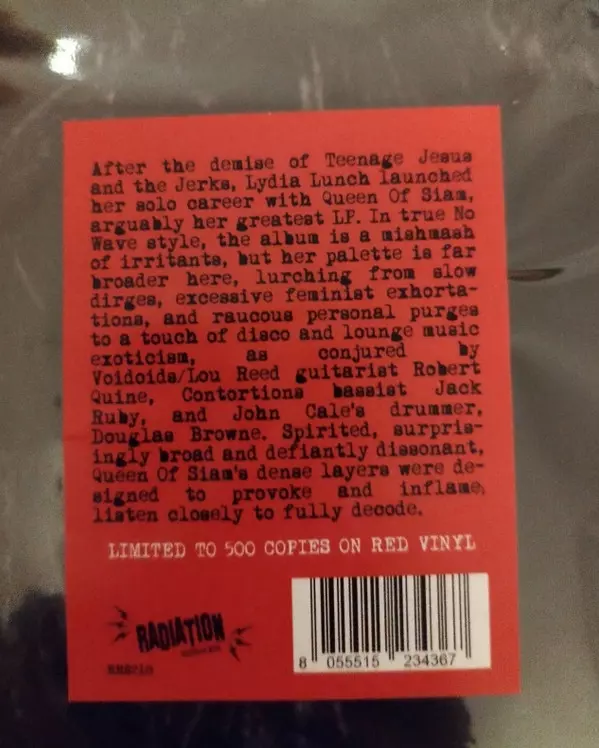 After the demise of Teenage Jesus
and the Jerks, Lydia Lunch launched
her solo career with Queen Of Siam,
arguably her greatest LP. In true No
Wave style, the album is a mishmash
of irritants, but her palette is far
broader here, lurching from slow
dirges, excessive feminist exhorta-
tions, and raucous personal purges
to a touch of disco and lounge music
exoticism, as conjured by
Voidoids/Lou Reed guitarist Robert
Quine, Contortions bassist Jack
Ruby, and John Cale's drummer,
Douglas Browne. Spirited, surpris-
ingly broad and defiantly dissonant,
Queen Of Siam's dense layers were de-
signed to provoke and inflame,
listen closely to fully decode.
LIMITED TO 500 COPIES ON RED VINYL
RADIATION
8 055515 234367